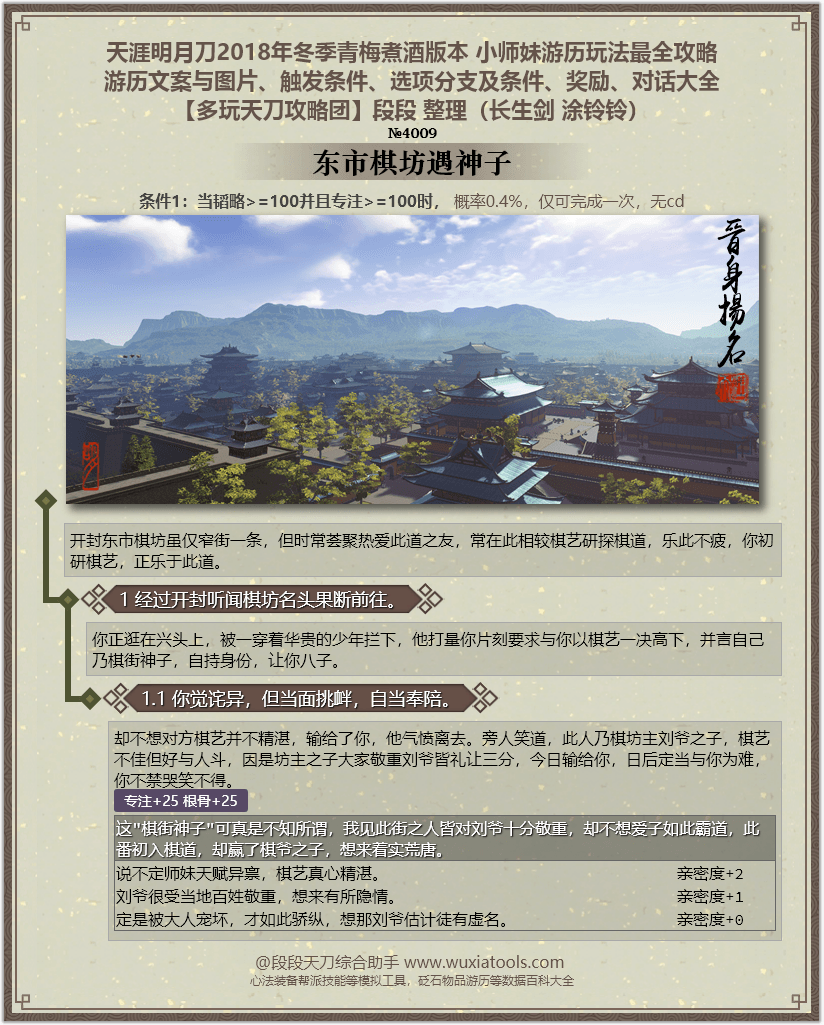 天涯明月刀2018年冬季青梅煮酒版本 小师妹游历玩法最全攻略
游历文案与图片、触发条件、选项分支及条件、奖励、对话大全
【多玩天刀攻略团】段段 整理（长生剑 涂铃铃）
№4009
东市棋坊遇神子
条件1：当韬略>=100并且专注>=100时， 概率0.4%，仅可完成一次，无cd
晋身揚名
开封东市棋坊虽仅窄街一条，但时常荟聚热爱此道之友，常在此相较棋艺研探棋道，乐此不疲，你初
研棋艺，正乐于此道。
1 经过开封听闻棋坊名头果断前往。
你正逛在兴头上，被一穿着华贵的少年拦下，他打量你片刻要求与你以棋艺一决高下，并言自己
乃棋街神子，自持身份，让你八子。
1.1 你觉诧异，但当面挑衅，自当奉陪。
却不想对方棋艺并不精湛，输给了你，他气愤离去。旁人笑道，此人乃棋坊主刘爷之子，棋艺
不佳但好与人斗，因是坊主之子大家敬重刘爷皆礼让三分，今日输给你，日后定当与你为难，
你不禁哭笑不得。
专注+25 根骨+25
这"棋街神子"可真是不知所谓，我见此街之人皆对刘爷十分敬重，却不想爱子如此霸道，此
番初入棋道，却赢了棋爷之子，想来着实荒唐。
说不定师妹天赋异禀，棋艺真心精湛。 亲密度+2
刘爷很受当地百姓敬重，想来有所隐情。 亲密度+1
定是被大人宠坏，才如此骄纵，想那刘爷估计徒有虚名。 亲密度+0
@段段天刀综合助手 www.wuxiatools.com
心法装备帮派技能等模拟工具，砭石物品游历等数据百科大全